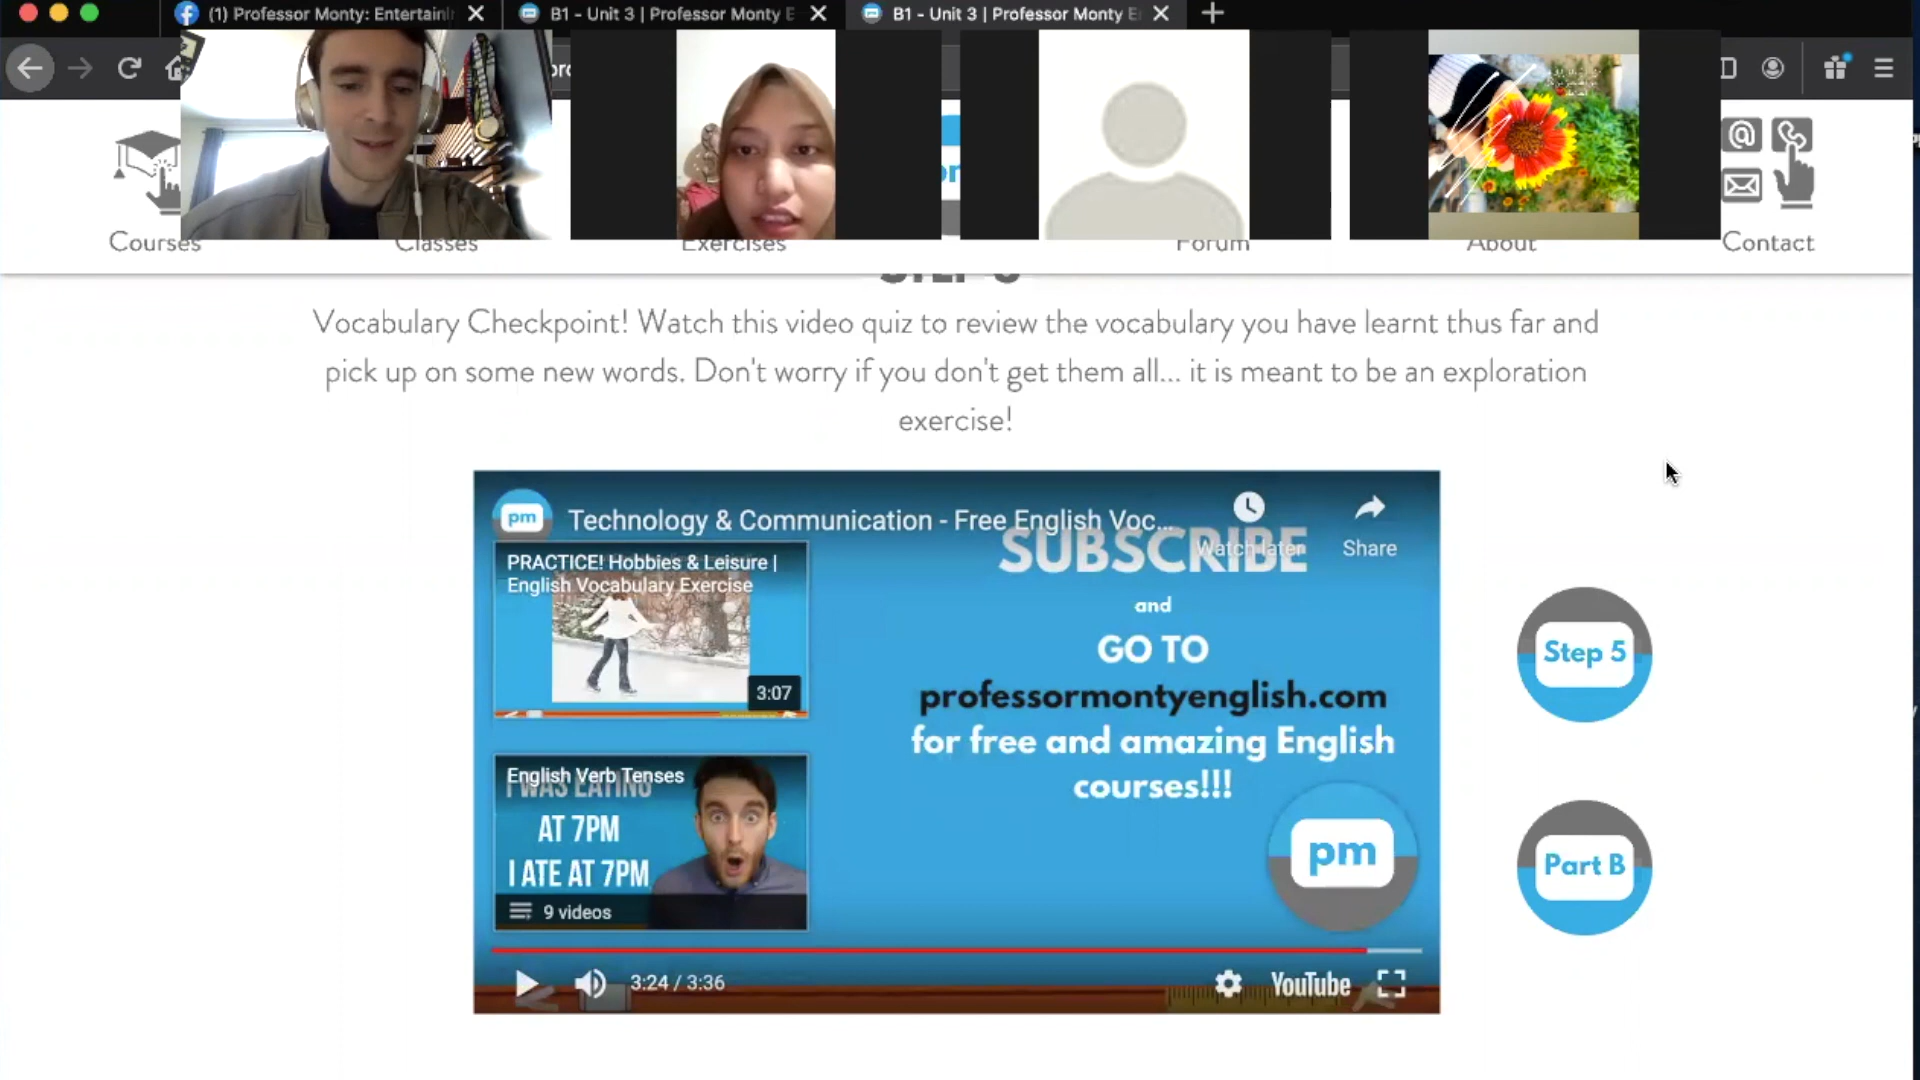 (1) Professor Monty: Entertaini
B1 - Unit 3 | Professor Monty E
B1 - Unit 3 | Professor Monty E
Courses
Classes
Exercises
Forum
About
Contact
Vocabulary Checkpoint! Watch this video quiz to review the vocabulary you have learnt thus far and
pick up on some new words. Don't worry if you don't get them all... it is meant to be an exploration
exercise!
pm
Technology & Communication - Free English Voc...
Watch later
Share
SUBSCRIBE
and
GO TO
professormontyenglish.com
for free and amazing English
courses!!!
pm
PRACTICE! Hobbies & Leisure |
English Vocabulary Exercise
3:07
English Verb Tenses
I WAS EATING
AT 7PM
I ATE AT 7PM
9 videos
3:24 / 3:36
YouTube
Step 5
Part B